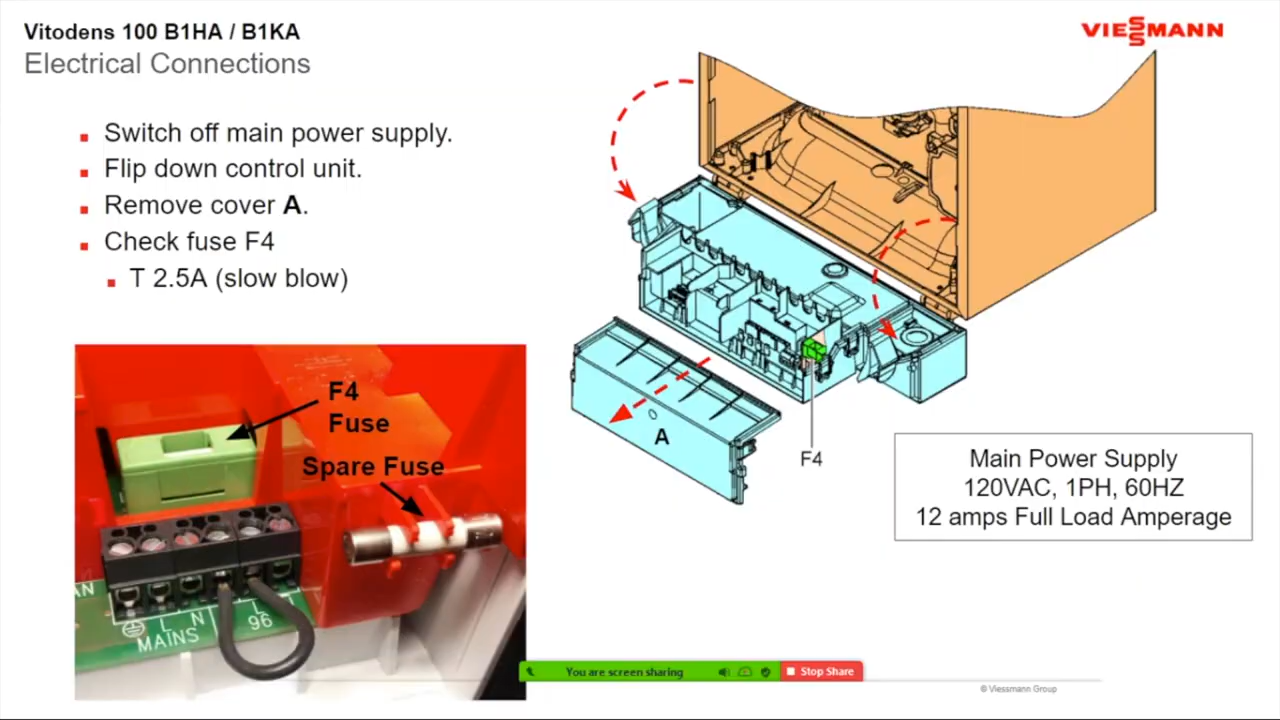 Vitodens 100 B1HA / B1KA
VIESSMANN
Electrical Connections
Switch off main power supply.
Flip down control unit.
Remove cover A.
Check fuse F4
T 2.5A (slow blow)
F4
Fuse
Spare Fuse
AN
L N
MAINS
L
96
A
F4
Main Power Supply
120VAC, 1PH, 60HZ
12 amps Full Load Amperage
You are screen sharing
Stop Share
© Viessmann Group